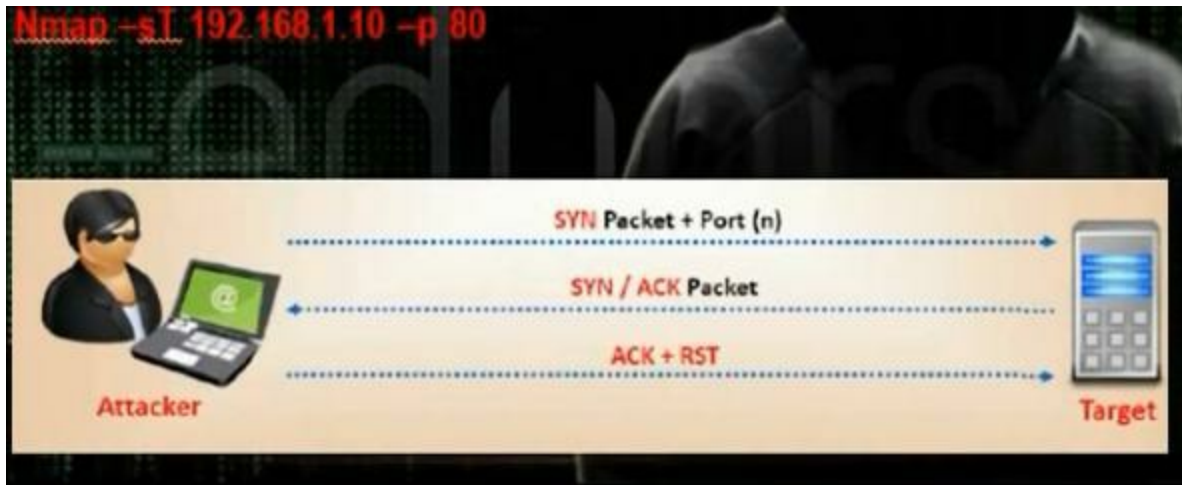 Nmap –sT 192.168.1.10 –p 80
SYN Packet + Port (n)
SYN / ACK Packet
ACK + RST
Attacker
Target